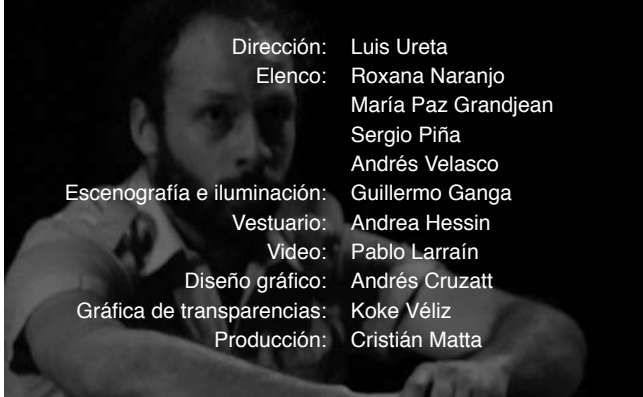 Dirección: Luis Ureta
Elenco: Roxana Naranjo
María Paz Grandjean
Sergio Piña
Andrés Velasco
Escenografía e iluminación: Guillermo Ganga
Vestuario: Andrea Hessin
Video: Pablo Larraín
Diseño gráfico: Andrés Cruzatt
Gráfica de transparencias: Koke Véliz
Producción: Cristián Matta